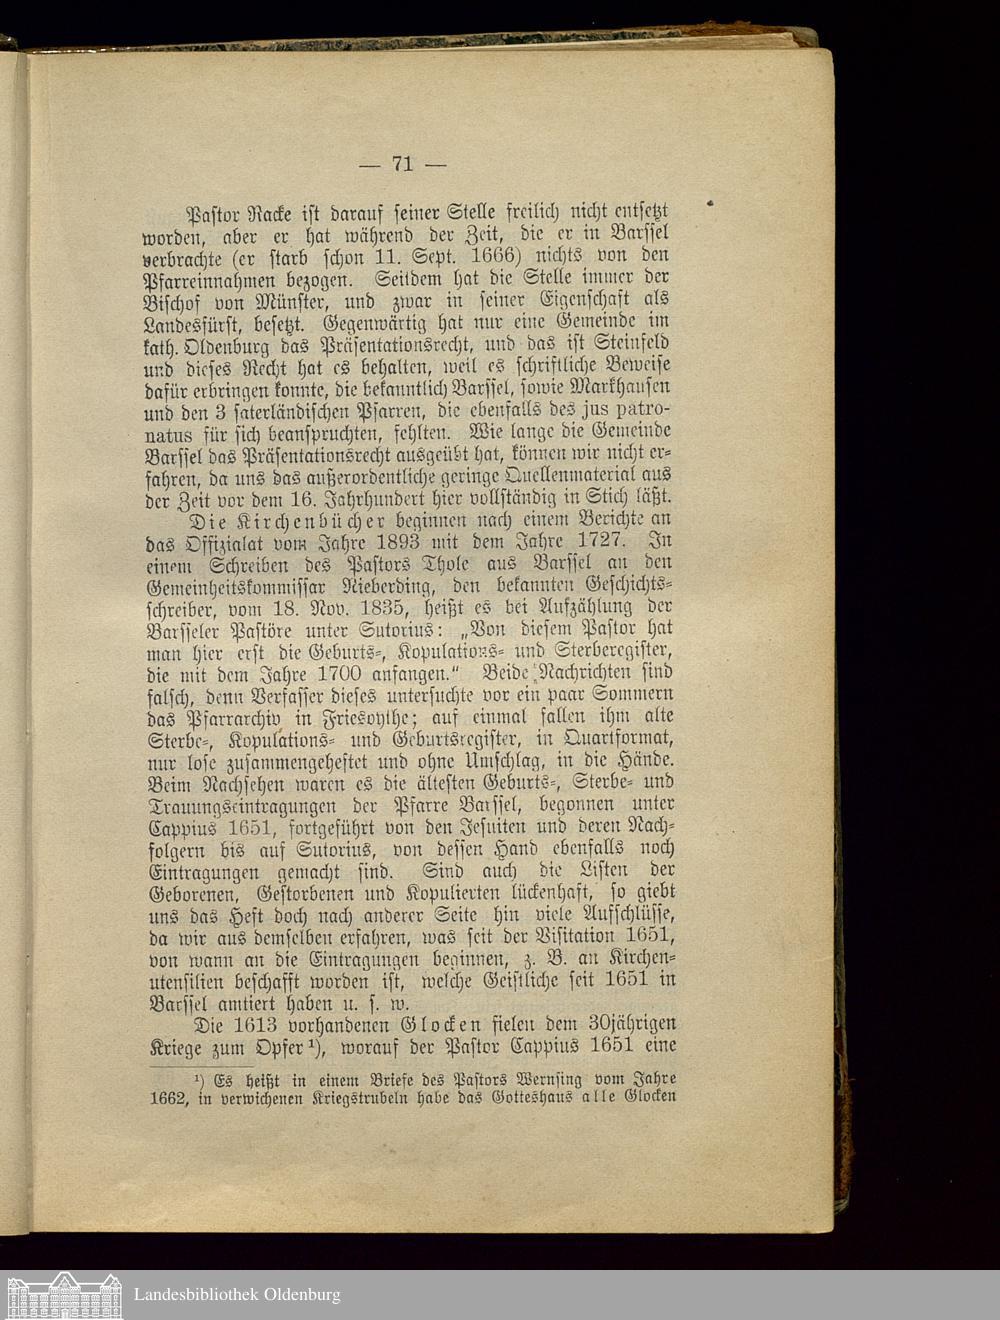 — 71 —
Pastor Racke ist darauf seiner Stelle freilich nicht entsetzt
worden, aber er hat während der Zeit, die er in Barssel
verbrachte (er starb schon 11. Sept. 1666) nichts von den
Pfarreinnahmen bezogen. Seitdem hat die Stelle immer der
Bischof von Münster, und zwar in seiner Eigenschaft als
Landesfürst, besetzt. Gegenwärtig hat nur eine Gemeinde im
kath. Oldenburg das Präsentationsrecht, und das ist Steinfeld
und dieses Recht hat es behalten, weil es schriftliche Beweise
dafür erbringen konnte, die bekanntlich Barssel, sowie Markhausen
und den 3 saterländischen Pfarren, die ebenfalls des jus patro-
natus für sich beanspruchten, fehlten. Wie lange die Gemeinde
Barssel das Präsentationsrecht ausgeübt hat, können wir nicht er-
fahren, da uns das außerordentliche geringe Quellenmaterial aus
der Zeit vor dem 16. Jahrhundert hier vollständig in Stich läßt.
Die Kirchenbücher beginnen nach einem Berichte an
das Offizialat vom Jahre 1893 mit dem Jahre 1727. In
einem Schreiben des Pastors Thole aus Barssel an den
Gemeinheitskommissar Nieberding, den bekannten Geschichts-
schreiber, vom 18. Nov. 1835, heißt es bei Aufzählung der
Barsseler Pastöre unter Sutorius: „Von diesem Pastor hat
man hier erst die Geburts-, Kopulations- und Sterberegister,
die mit dem Jahre 1700 anfangen.“ Beide Nachrichten sind
falsch, denn Verfasser dieses untersuchte vor ein paar Sommern
das Pfarrarchiv in Friesoythe; auf einmal fallen ihm alte
Sterbe-, Kopulations- und Geburtsregister, in Quartformat,
nur lose zusammengeheftet und ohne Umschlag, in die Hände.
Beim Nachsehen waren es die ältesten Geburts-, Sterbe- und
Trauungseintragungen der Pfarre Barssel, begonnen unter
Cappius 1651, fortgeführt von den Jesuiten und deren Nach-
folgern bis auf Sutorius, von dessen Hand ebenfalls noch
Eintragungen gemacht sind. Sind auch die Listen der
Geborenen, Gestorbenen und Kopulierten lückenhaft, so giebt
uns das Heft doch nach anderer Seite hin viele Aufschlüsse,
da wir aus demselben erfahren, was seit der Visitation 1651,
von wann an die Eintragungen beginnen, z. B. an Kirchen-
utensilien beschafft worden ist, welche Geistliche seit 1651 in
Barssel amtiert haben u. s. w.
Die 1613 vorhandenen Glocken fielen dem 30jährigen
Kriege zum Opfer¹), worauf der Pastor Cappius 1651 eine
¹) Es heißt in einem Briefe des Pastors Wernsing vom Jahre
1662, in verwichenen Kriegstrubeln habe das Gotteshaus alle Glocken
Landesbibliothek Oldenburg